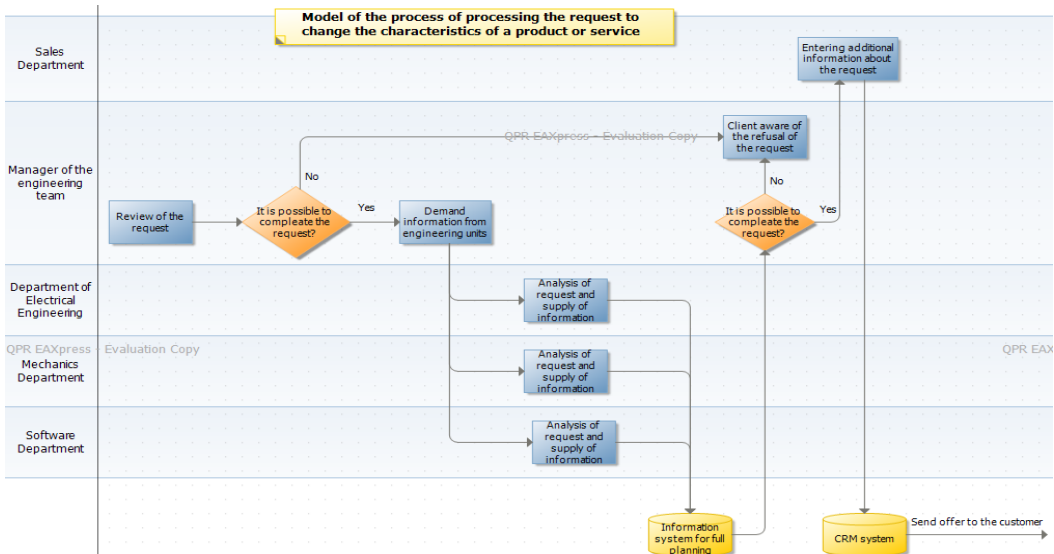 Model of the process of processing the request to
change the characteristics of a product or service
Sales
Department
Entering additional
information about
the request
Manager of the
engineering
team
QPR EAXpress - Evaluation Copy
Client aware of
the refusal of
the request
No
No
Review of the
request
It is possible to
compleate the
request?
Yes
Demand
information from
engineering units
It is possible to
compleate the
request?
Yes
Department of
Electrical
Engineering
Analysis of
request and
supply of
information
QPR EAXpress - Evaluation Copy
QPR EAX
Mechanics
Department
Analysis of
request and
supply of
information
Software
Department
Analysis of
request and
supply of
information
Information
system for full
planning
CRM system
Send offer to the customer